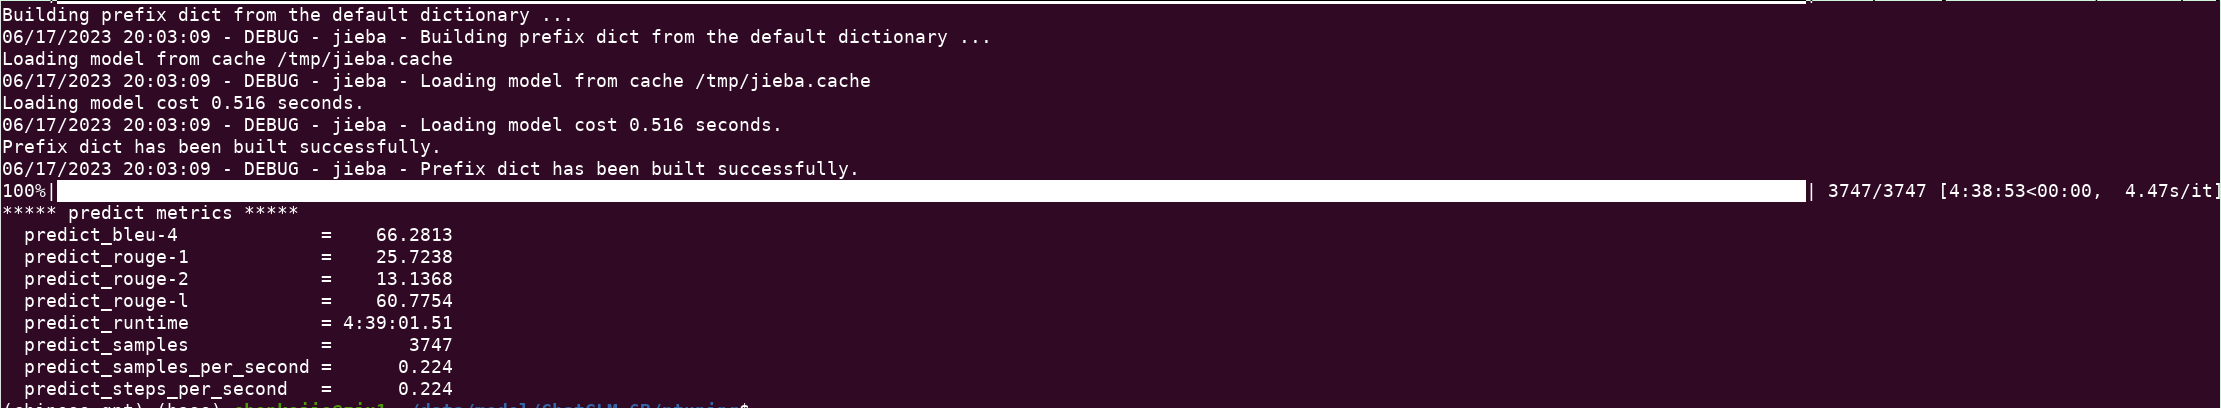 Building prefix dict from the default dictionary ...
06/17/2023 20:03:09 - DEBUG - jieba - Building prefix dict from the default dictionary ...
Loading model from cache /tmp/jieba.cache
06/17/2023 20:03:09 - DEBUG - jieba - Loading model from cache /tmp/jieba.cache
Loading model cost 0.516 seconds.
06/17/2023 20:03:09 - DEBUG - jieba - Loading model cost 0.516 seconds.
Prefix dict has been built successfully.
06/17/2023 20:03:09 - DEBUG - jieba - Prefix dict has been built successfully.
100%| | 3747/3747 [4:38:53<00:00,  4.47s/it]
***** predict metrics *****
  predict_bleu-4             =    66.2813
  predict_rouge-1            =    25.7238
  predict_rouge-2            =    13.1368
  predict_rouge-l            =    60.7754
  predict_runtime            = 4:39:01.51
  predict_samples            =       3747
  predict_samples_per_second =      0.224
  predict_steps_per_second   =      0.224